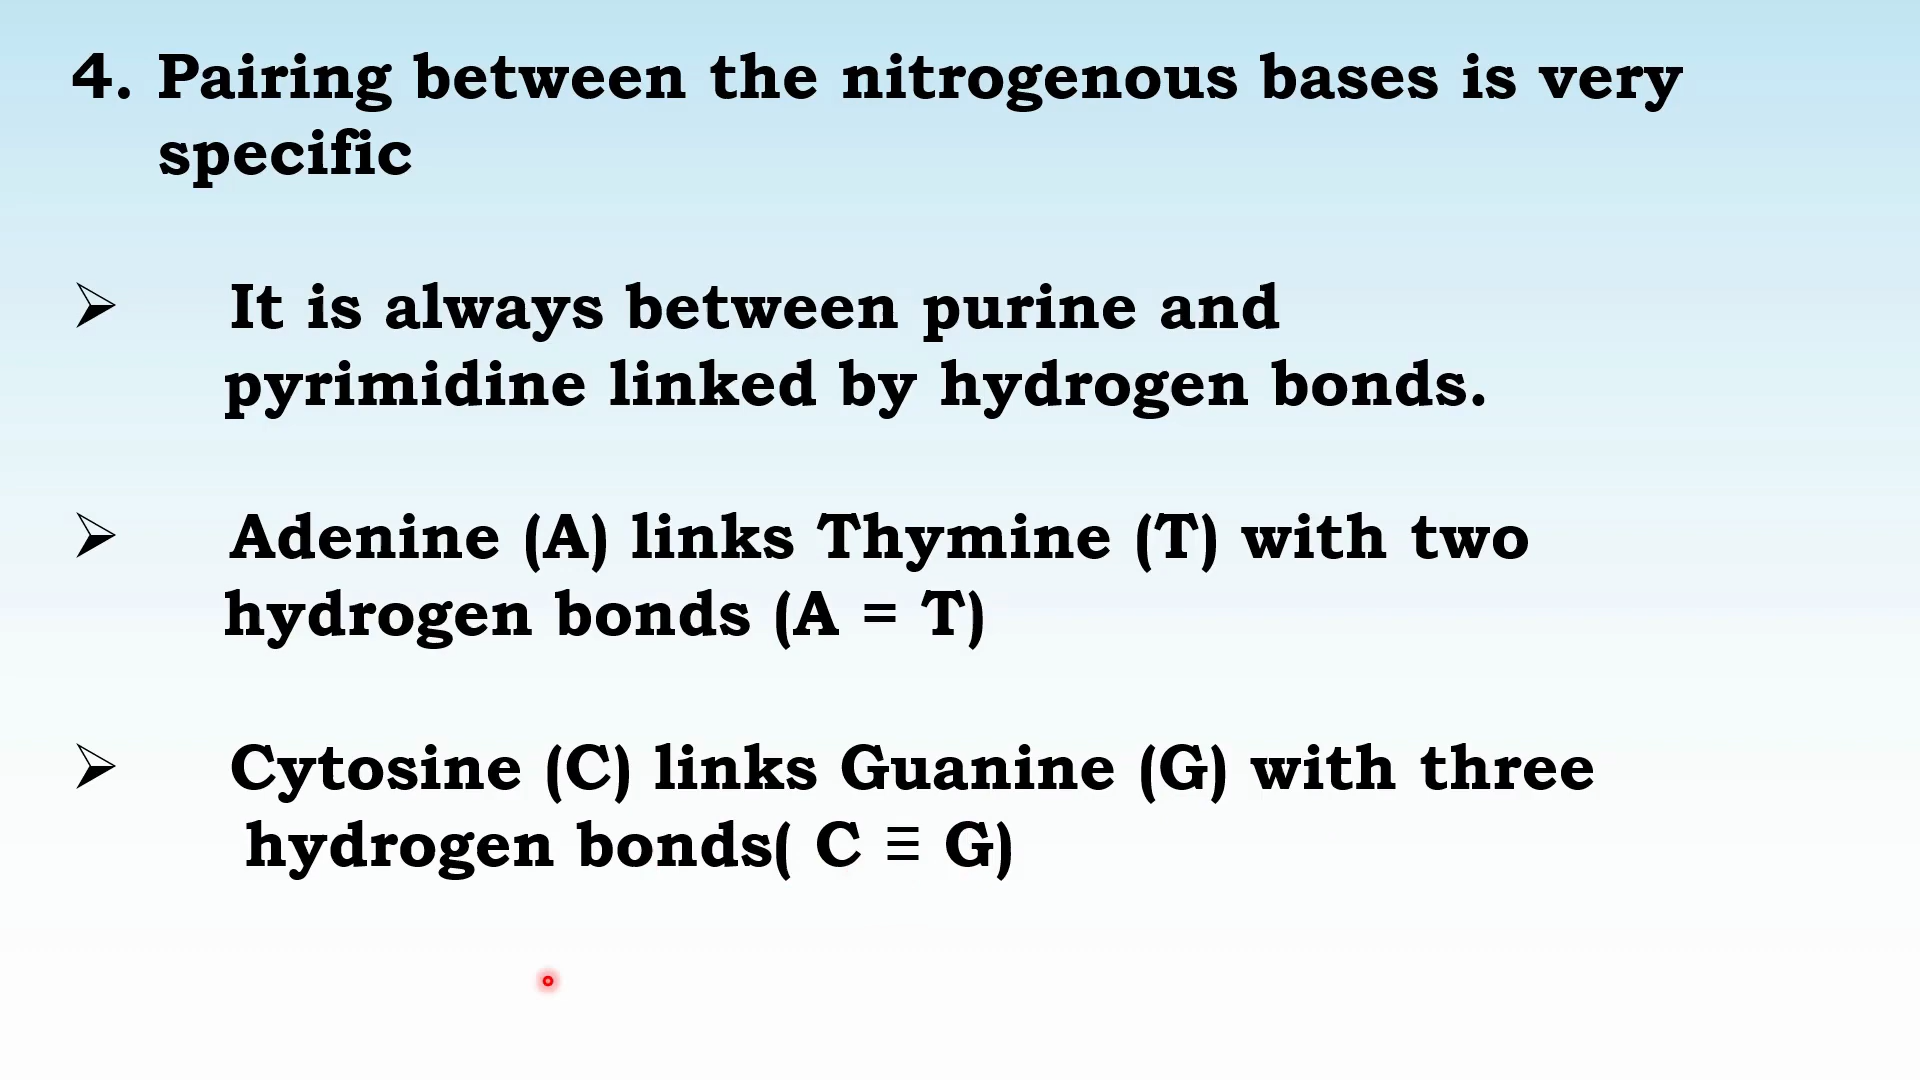 4. Pairing between the nitrogenous bases is very
specific
➢ It is always between purine and
pyrimidine linked by hydrogen bonds.
➢ Adenine (A) links Thymine (T) with two
hydrogen bonds (A = T)
➢ Cytosine (C) links Guanine (G) with three
hydrogen bonds( C ≡ G)